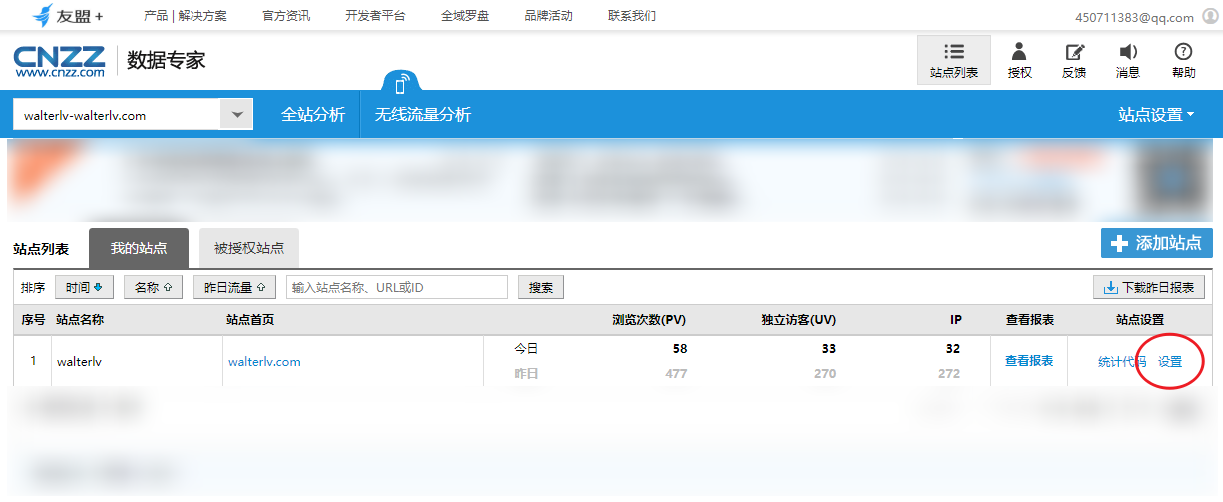 友盟+ 产品 | 解决方案 官方资讯 开发者平台 全域罗盘 品牌活动 联系我们 450711383@qq.com
CNZZ 数据专家
www.cnzz.com
站点列表 授权 反馈 消息 帮助
walterlv-walterlv.com 全站分析 无线流量分析 站点设置
站点列表 我的站点 被授权站点 添加站点
排序 时间 名称 昨日流量 输入站点名称、URL或ID 搜索 下载昨日报表
序号 站点名称 站点首页 浏览次数(PV) 独立访客(UV) IP 查看报表 站点设置
1 walterlv walterlv.com 今日 58 33 32 查看报表 统计代码 设置
昨日 477 270 272